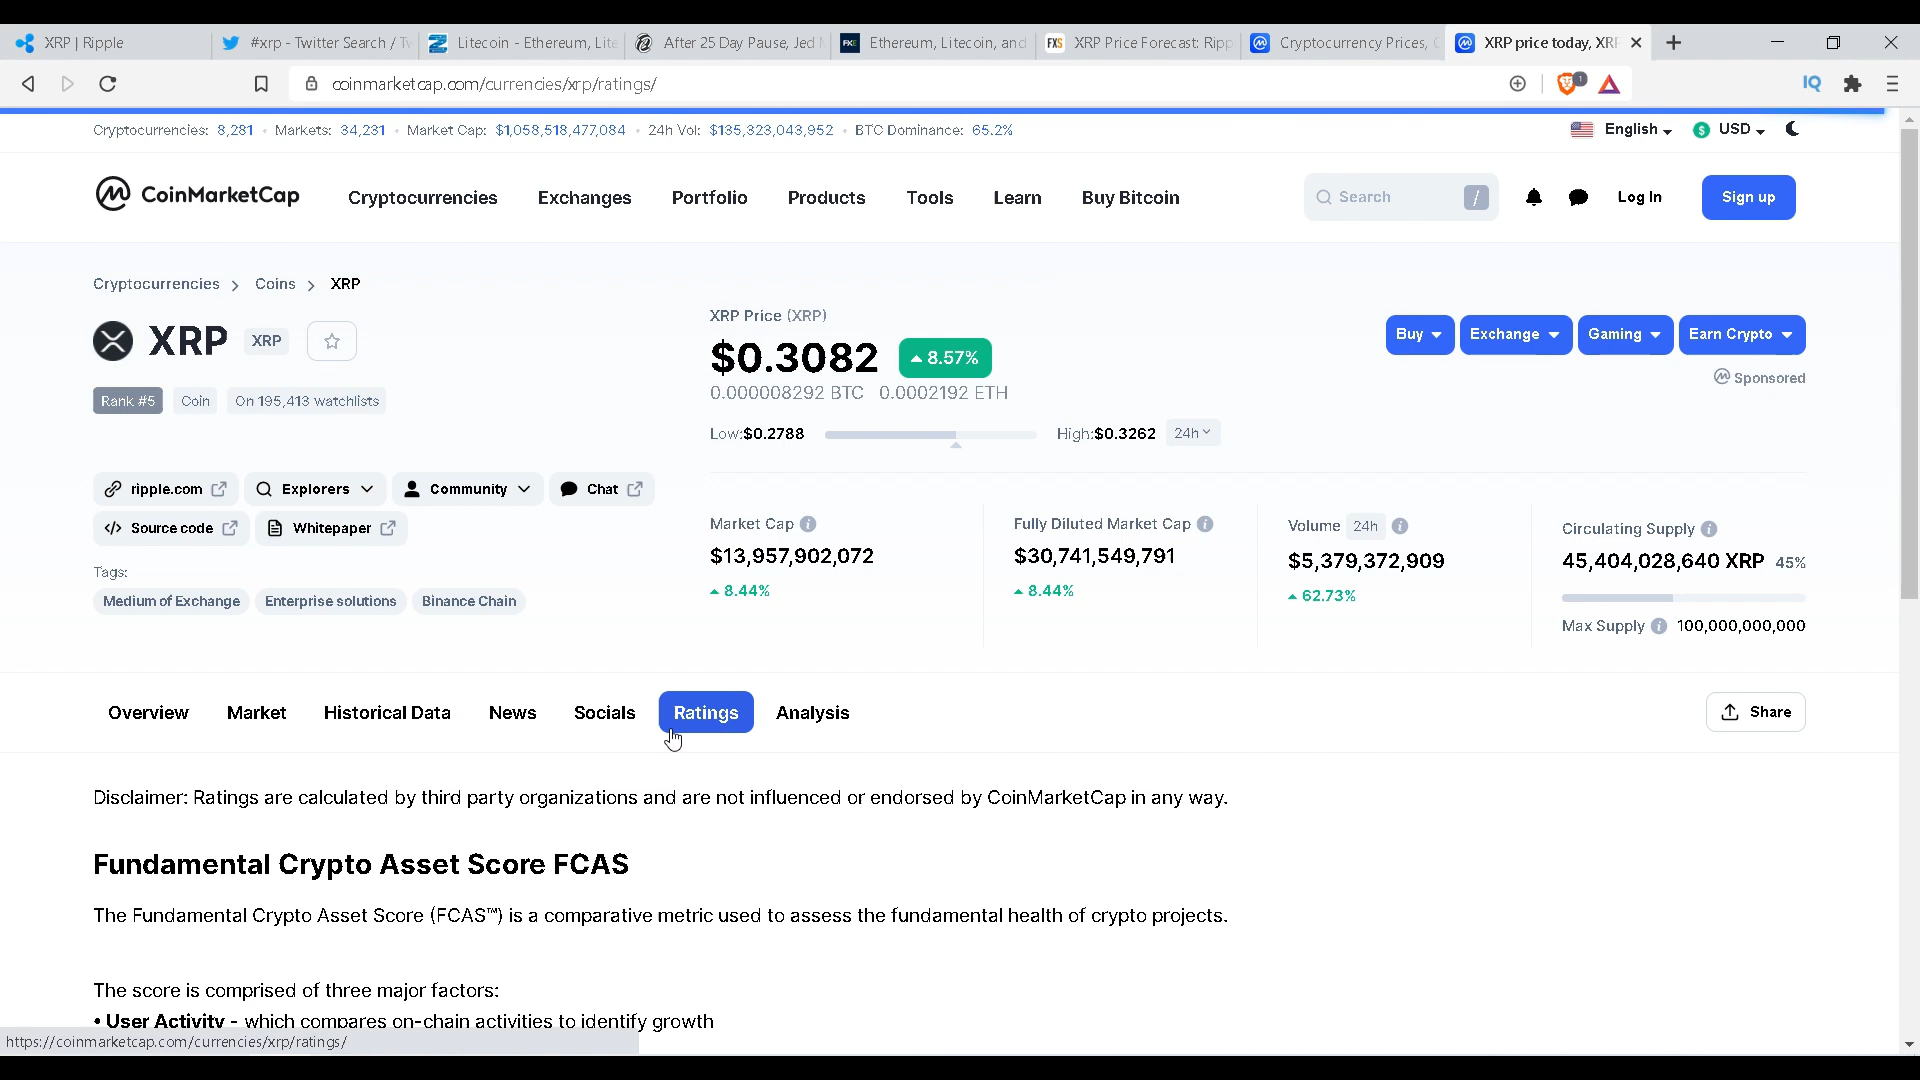 XRP | Ripple
#xrp - Twitter Search / Tw
Litecoin - Ethereum, Lite
After 25 Day Pause, Jed M
FXE Ethereum, Litecoin, and
FXS XRP Price Forecast: Ripp
Cryptocurrency Prices, C
XRP price today, XRP
coinmarketcap.com/currencies/xrp/ratings/
1
IQ
Cryptocurrencies: 8,281 • Markets: 34,231 • Market Cap: $1,058,518,477,084 • 24h Vol: $135,323,043,952 • BTC Dominance: 65.2%
English
USD
CoinMarketCap
Cryptocurrencies Exchanges Portfolio Products Tools Learn Buy Bitcoin
Search /
Log In
Sign up
Cryptocurrencies > Coins > XRP
XRP XRP
Rank #5 Coin On 195,413 watchlists
XRP Price (XRP)
$0.3082 8.57%
0.000008292 BTC 0.0002192 ETH
Low:$0.2788 High:$0.3262 24h
Buy Exchange Gaming Earn Crypto
Sponsored
ripple.com Explorers Community Chat
Source code Whitepaper
Tags:
Medium of Exchange Enterprise solutions Binance Chain
Market Cap
$13,957,902,072
8.44%
Fully Diluted Market Cap
$30,741,549,791
8.44%
Volume 24h
$5,379,372,909
62.73%
Circulating Supply
45,404,028,640 XRP 45%
Max Supply 100,000,000,000
Overview Market Historical Data News Socials Ratings Analysis
Share
Disclaimer: Ratings are calculated by third party organizations and are not influenced or endorsed by CoinMarketCap in any way.
Fundamental Crypto Asset Score FCAS
The Fundamental Crypto Asset Score (FCAS™) is a comparative metric used to assess the fundamental health of crypto projects.
The score is comprised of three major factors:
• User Activity - which compares on-chain activities to identify growth
https://coinmarketcap.com/currencies/xrp/ratings/